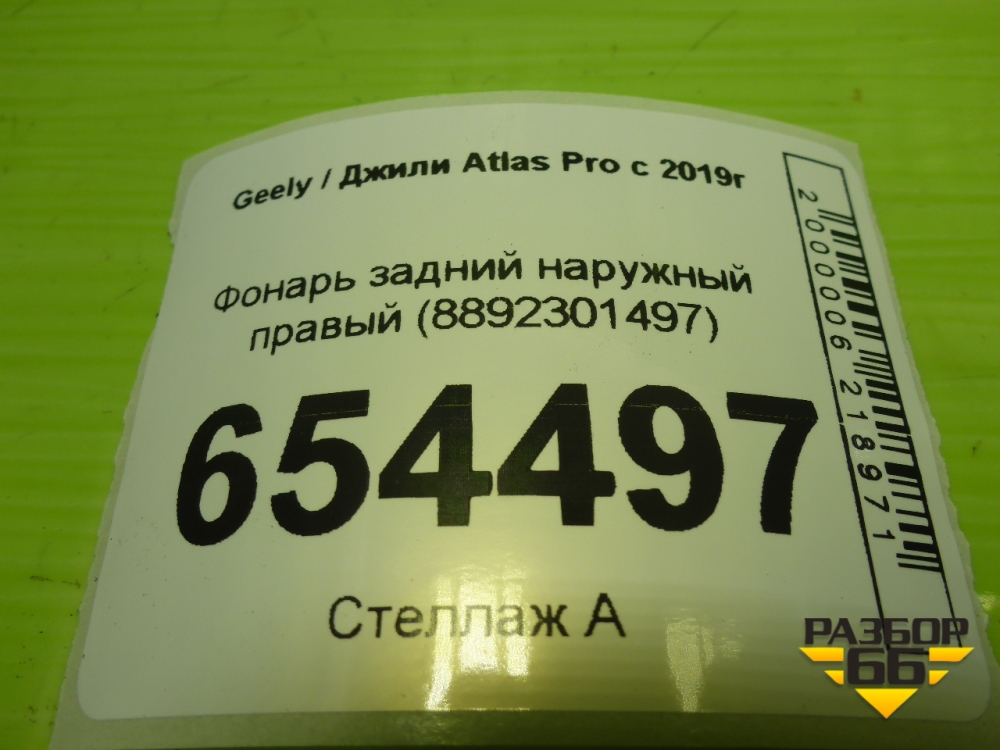 Geely / Джили Atlas Pro с 2019г
Фонарь задний наружный
правый (8892301497)
654497
Стеллаж А
2000006218971
РАЗБОР
66